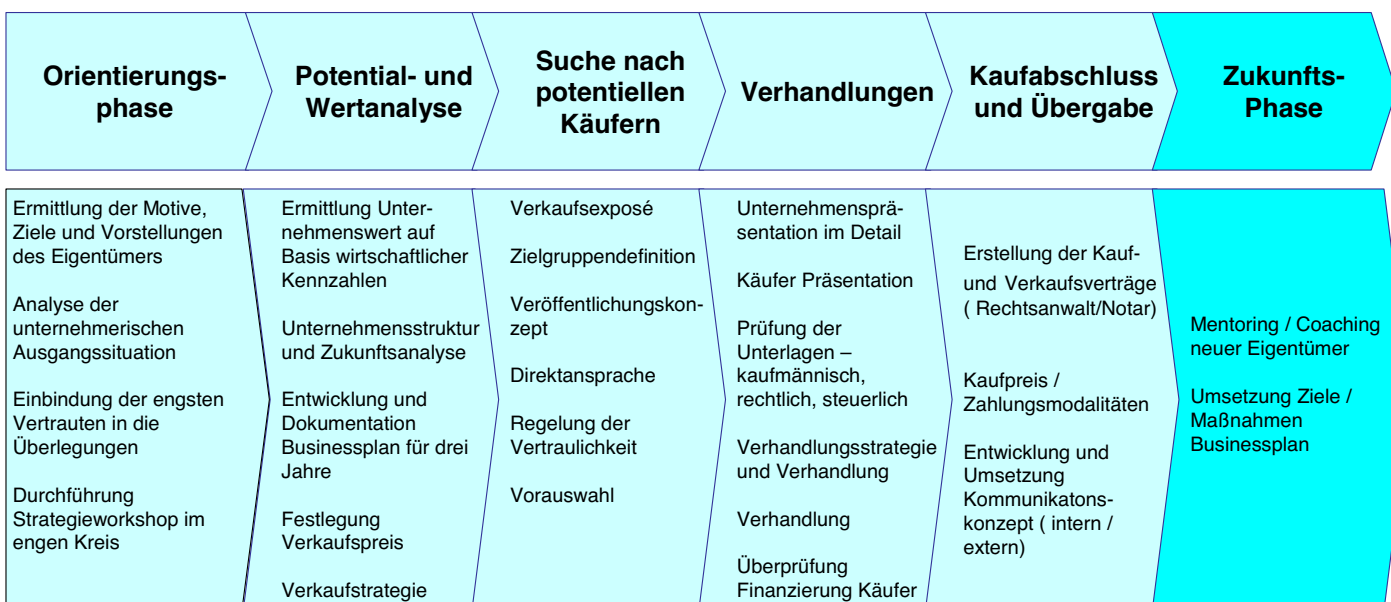 Orientierungs-
phase
Potential- und
Wertanalyse
Suche nach
potentiellen
Käufern
Verhandlungen
Kaufabschluss
und Übergabe
Zukunfts-
Phase
Ermittlung der Motive,
Ziele und Vorstellungen
des Eigentümers
Analyse der
unternehmerischen
Ausgangssituation
Einbindung der engsten
Vertrauten in die
Überlegungen
Durchführung
Strategieworkshop im
engen Kreis
Ermittlung Unter-
nehmenswert auf
Basis wirtschaftlicher
Kennzahlen
Unternehmensstruktur
und Zukunftsanalyse
Entwicklung und
Dokumentation
Businessplan für drei
Jahre
Festlegung
Verkaufspreis
Verkaufstrategie
Verkaufsexposé
Zielgruppendefinition
Veröffentlichungskon-
zept
Direktansprache
Regelung der
Vertraulichkeit
Vorauswahl
Unternehmensprä-
sentation im Detail
Käufer Präsentation
Prüfung der
Unterlagen –
kaufmännisch,
rechtlich, steuerlich
Verhandlungsstrategie
und Verhandlung
Verhandlung
Überprüfung
Finanzierung Käufer
Erstellung der Kauf-
und Verkaufsverträge
( Rechtsanwalt/Notar)
Kaufpreis /
Zahlungsmodalitäten
Entwicklung und
Umsetzung
Kommunikatons-
konzept ( intern /
extern)
Mentoring / Coaching
neuer Eigentümer
Umsetzung Ziele /
Maßnahmen
Businessplan